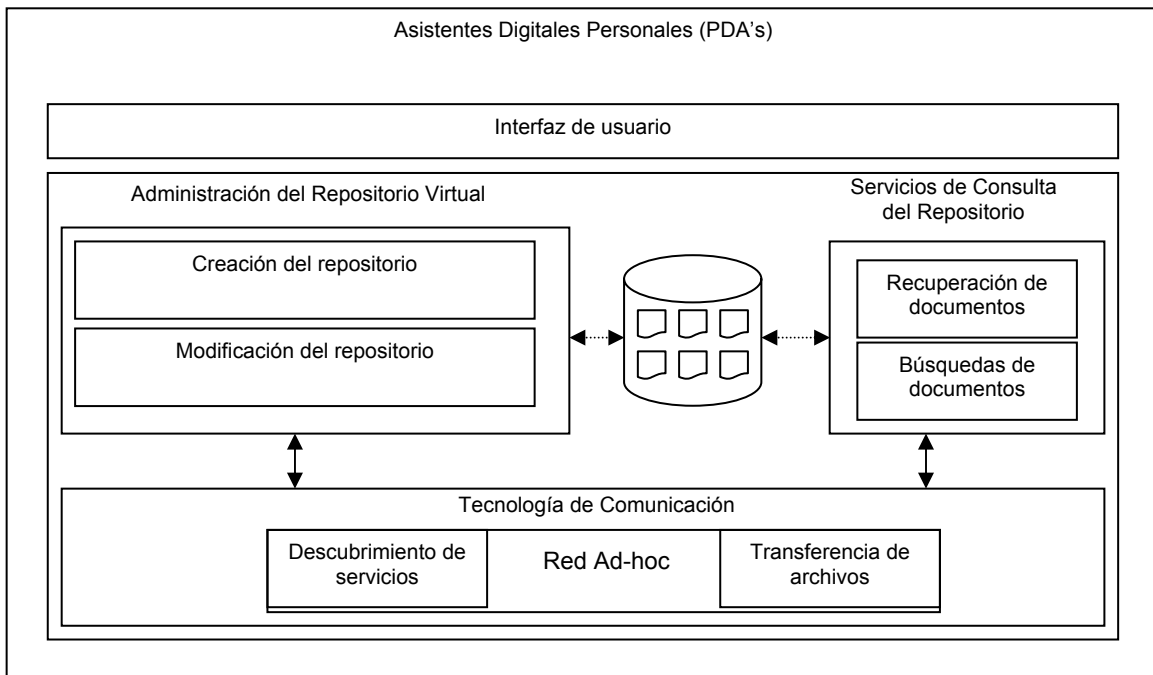 Asistentes Digitales Personales (PDA's)
Interfaz de usuario
Administración del Repositorio Virtual
Servicios de Consulta
del Repositorio
Creación del repositorio
Modificación del repositorio
Recuperación de
documentos
Búsquedas de
documentos
Tecnología de Comunicación
Descubrimiento de
servicios
Red Ad-hoc
Transferencia de
archivos